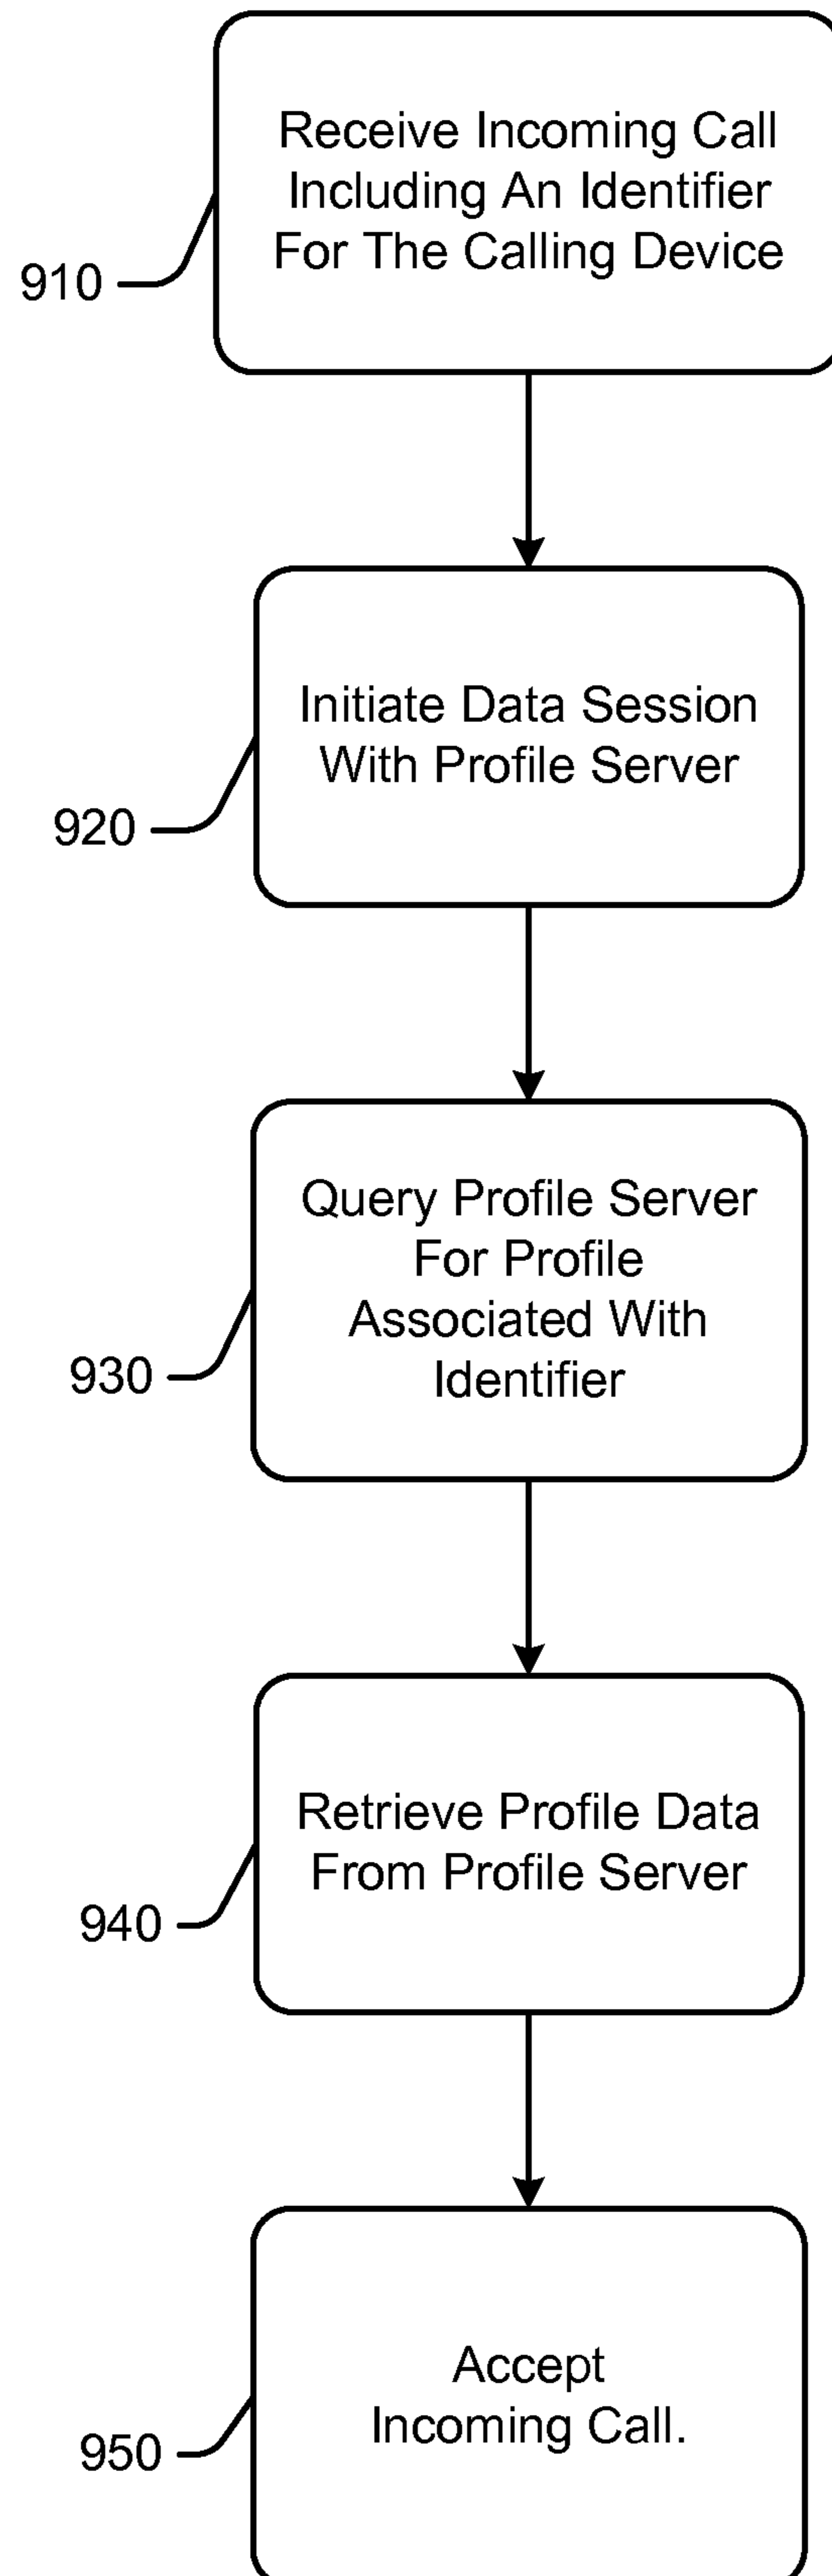 Receive Incoming Call
Including An Identifier
For The Calling Device
910
Initiate Data Session
With Profile Server
920
Query Profile Server
For Profile
Associated With
Identifier
930
Retrieve Profile Data
From Profile Server
940
Accept
Incoming Call.
950